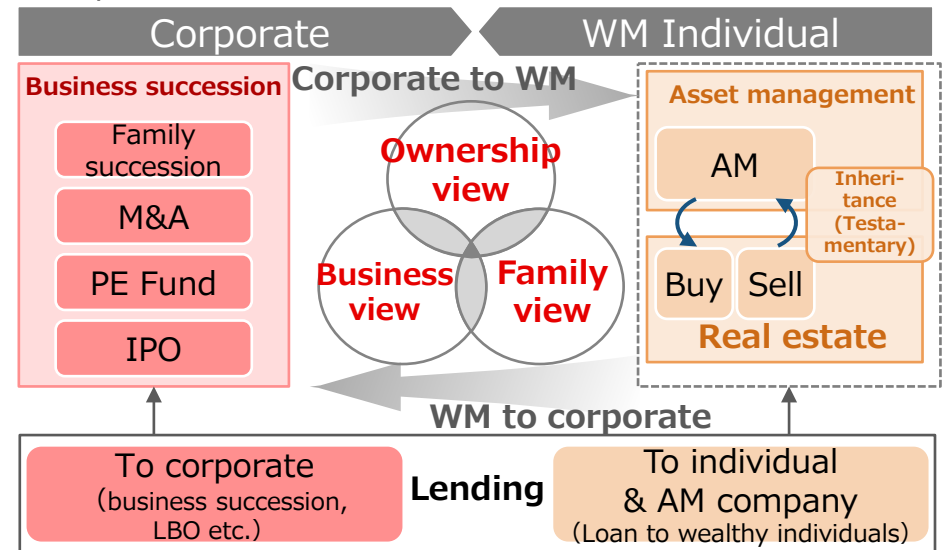 Corporate
WM Individual
Business succession
Family
succession
M&A
PE Fund
IPO
Corporate to WM
Ownership
view
Business
view
Family
view
WM to corporate
Asset management
AM
Inheri-
tance
(Testa-
mentary)
Buy
Sell
Real estate
To corporate
（business succession,
LBO etc.）
Lending
To individual
& AM company
(Loan to wealthy individuals）